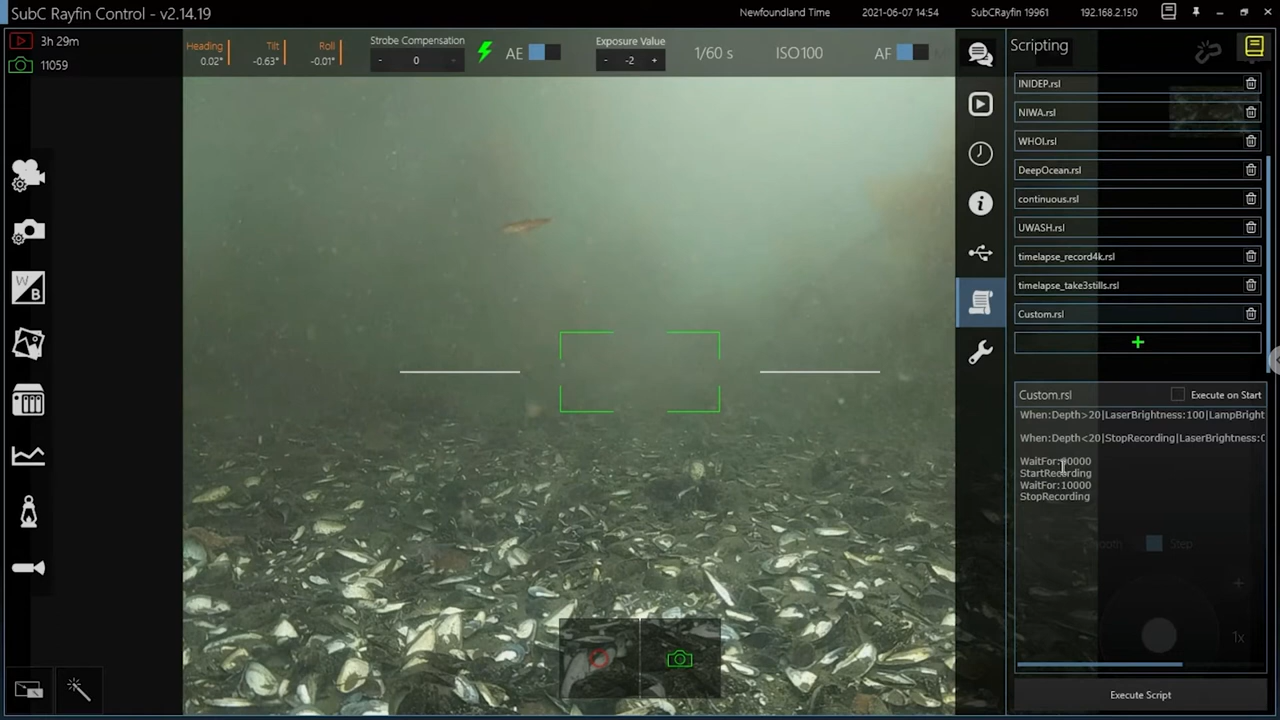 SubC Rayfin Control - v2.14.19
Newfoundland Time
2021-06-07 14:54
SubCRayfin 19961
192.168.2.150
3h 29m
11059
Heading
0.02°
Tilt
-0.63°
Roll
-0.01°
Strobe Compensation
- 0 +
AE
Exposure Value
- -2 +
1/60 s
ISO100
AF
Scripting
INIDEP.rsl
NIWA.rsl
WHOI.rsl
DeepOcean.rsl
continuous.rsl
UWASH.rsl
timelapse_record4k.rsl
timelapse_take3stills.rsl
Custom.rsl
+
Custom.rsl
Execute on Start
When:Depth>20|LaserBrightness:100|LampBright
When:Depth<20|StopRecording|LaserBrightness:0
StartRecording
WaitFor:10000
StopRecording
Step
1x
Execute Script
W
B